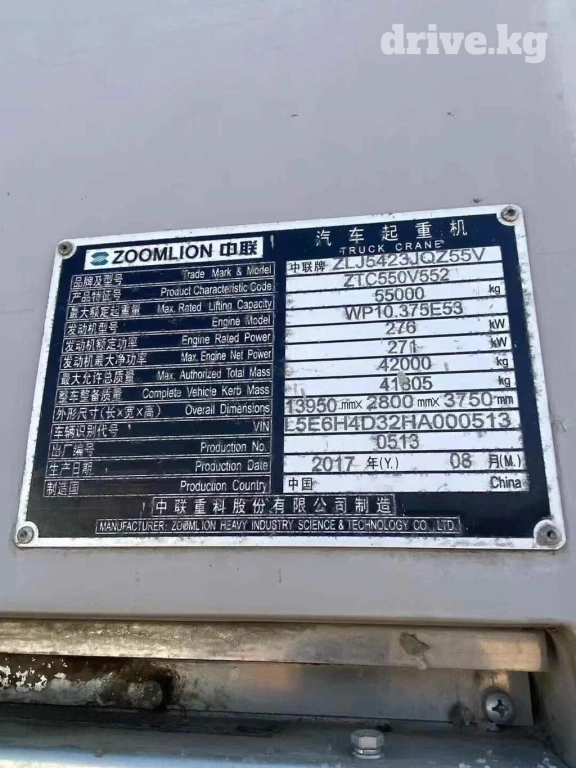 drive.kg
ZOOMLION 中联
汽车起重机
TRUCK CRANE
品牌及型号 Trade Mark & Model 中联牌 ZLJ5423JQZ55V
产品特征号 Product Characteristic Code ZTC550V552
最大额定起重量 Max. Rated Lifting Capacity 55000 kg
发动机型号 Engine Model WP10.375E53
发动机额定功率 Engine Rated Power 276 kW
发动机最大净功率 Max. Engine Net Power 271 kW
最大允许总质量 Max. Authorized Total Mass 42000 kg
整车整备质量 Complete Vehicle Kerb Mass 41805 kg
外形尺寸(长×宽×高) Overall Dimensions 13950 mm× 2800 mm× 3750 mm
车辆识别代号 VIN L5E6H4D32HA000513
出厂编号 Production No. 0513
生产日期 Production Date 2017 年(Y.) 08 月(M.)
制造国 Production Country 中国 China
中联重科股份有限公司制造
MANUFACTURER: ZOOMLION HEAVY INDUSTRY SCIENCE & TECHNOLOGY CO., LTD.